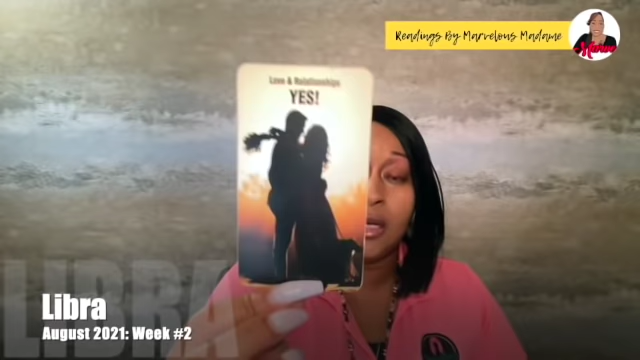 Readings By Marvelous Madame
Love & Relationships
YES!
LIBRA
Libra
August 2021: Week #2